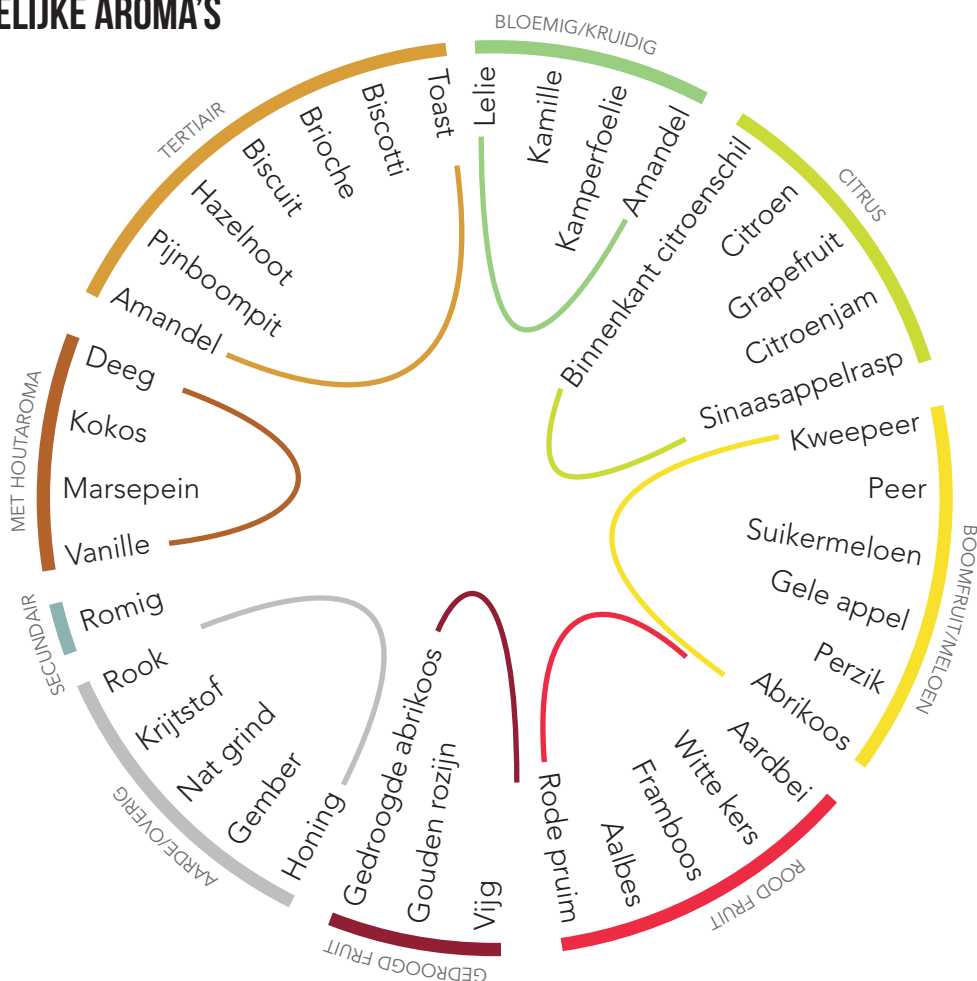 ELIJKE AROMA'S
BLOEMIG/KRUIDIG
Lelie
Kamille
Kamperfoelie
Amandel
CITRUS
Binnenkant citroenschil
Citroen
Grapefruit
Citroenjam
Sinaasappelrasp
BOOMFRUIT/MELOEN
Kweepeer
Peer
Suikermeloen
Gele appel
Perzik
Abrikoos
ROOD FRUIT
Aardbei
Witte kers
Framboos
Aalbes
Rode pruim
GEDROOGD FRUIT
Vijg
Gouden rozijn
Gedroogde abrikoos
AARDE/OVERIG
Honing
Gember
Nat grind
Krijtstof
Rook
SECUNDAIR
Romig
MET HOUTAROMA
Vanille
Marsepein
Kokos
Deeg
TERTIAIR
Amandel
Pijnboompit
Hazelnoot
Biscuit
Brioche
Biscotti
Toast